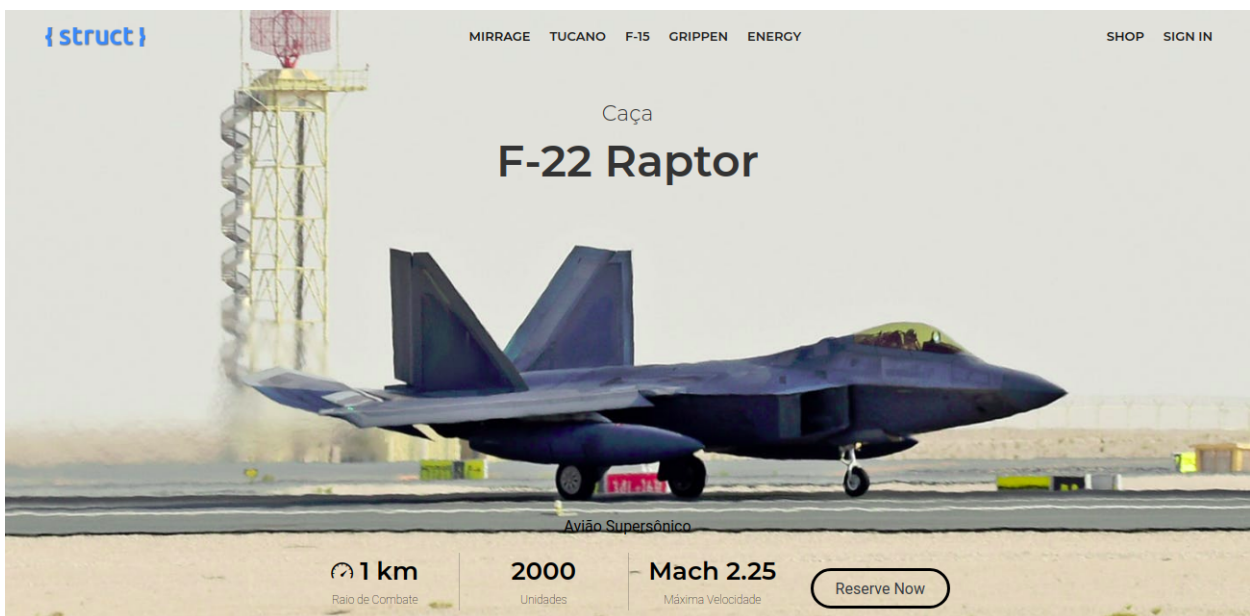 { struct }
MIRRAGE TUCANO F-15 GRIPPEN ENERGY
SHOP SIGN IN
Caça
F-22 Raptor
Avião Supersônico
1 km
Raio de Combate
2000
Unidades
Mach 2.25
Máxima Velocidade
Reserve Now